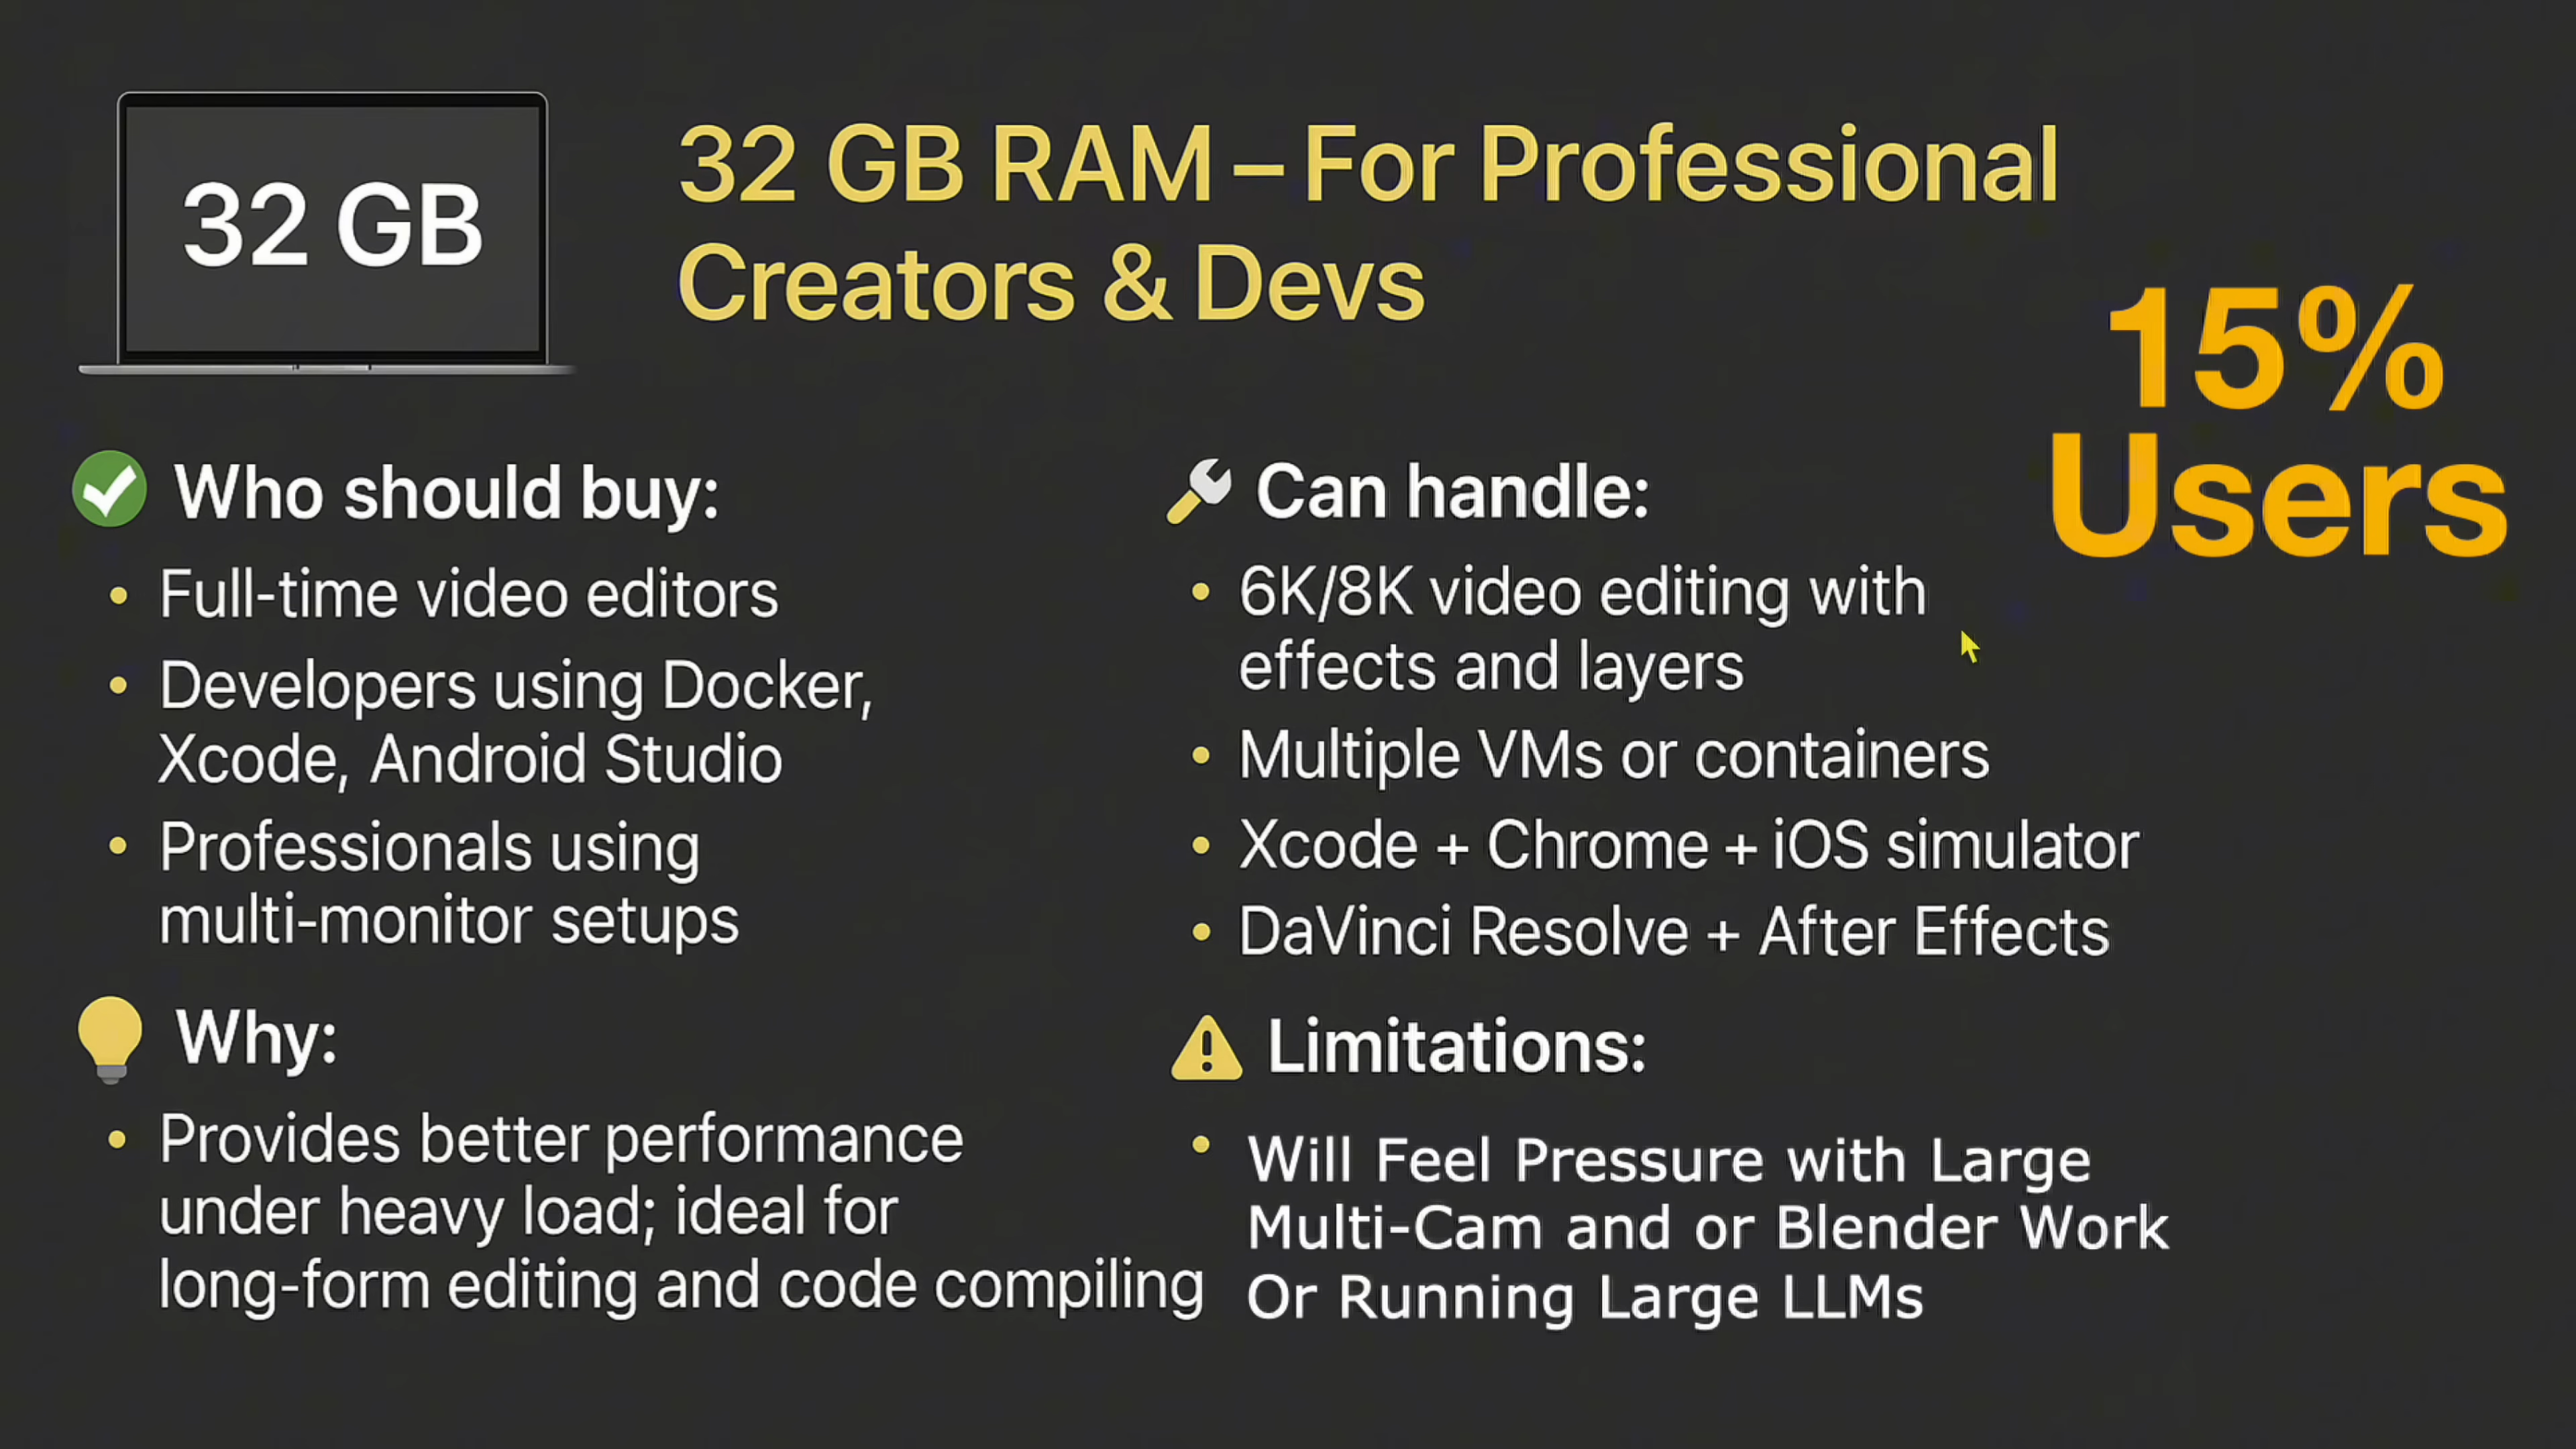 32 GB
32 GB RAM – For Professional
Creators & Devs
15%
Users
Who should buy:
• Full-time video editors
• Developers using Docker,
Xcode, Android Studio
• Professionals using
multi-monitor setups
Why:
• Provides better performance
under heavy load; ideal for
long-form editing and code compiling
Can handle:
• 6K/8K video editing with
effects and layers
• Multiple VMs or containers
• Xcode + Chrome + iOS simulator
• DaVinci Resolve + After Effects
Limitations:
• Will Feel Pressure with Large
Multi-Cam and or Blender Work
Or Running Large LLMs